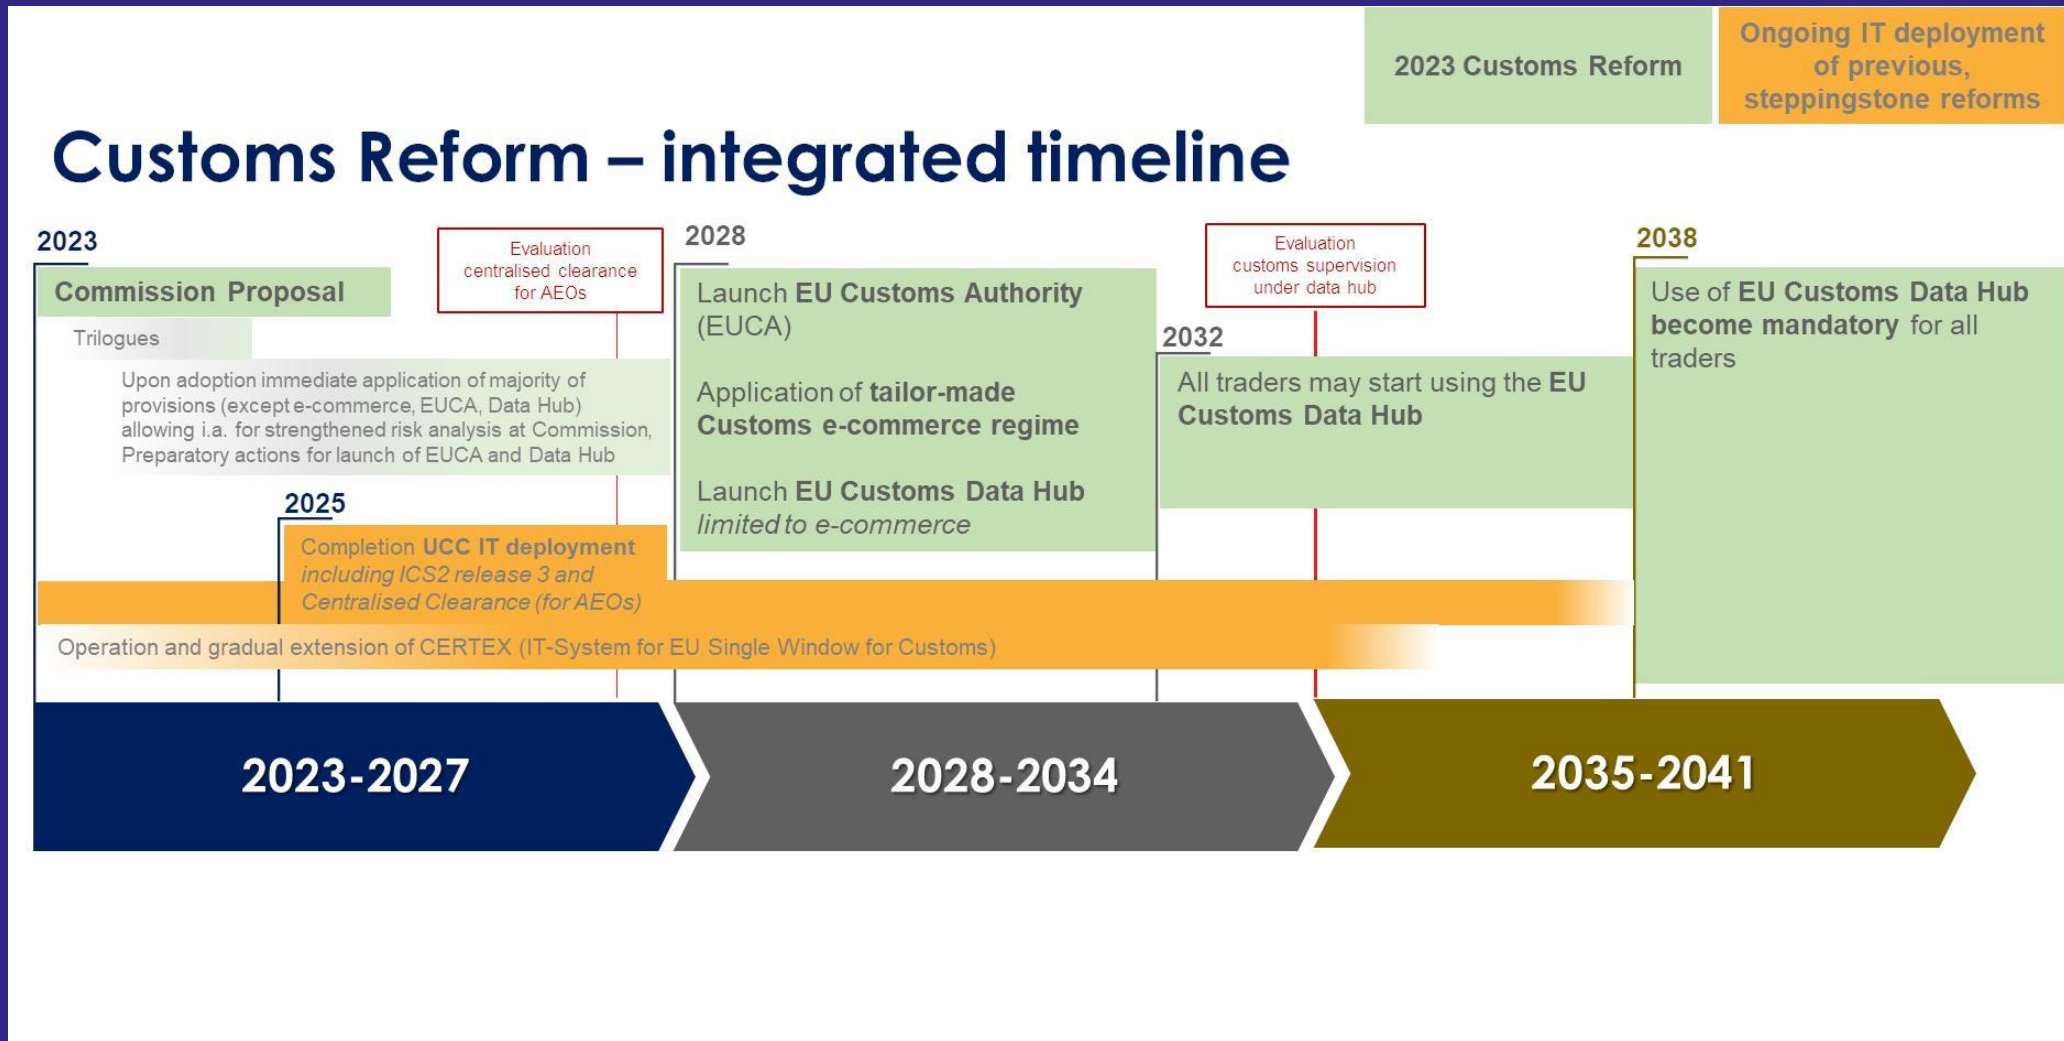 2023 Customs Reform
Ongoing IT deployment
of previous,
steppingstone reforms
Customs Reform – integrated timeline
2023
Commission Proposal
Trilogues
Upon adoption immediate application of majority of
provisions (except e-commerce, EUCA, Data Hub)
allowing i.a. for strengthened risk analysis at Commission,
Preparatory actions for launch of EUCA and Data Hub
Evaluation
centralised clearance
for AEOs
2025
Completion UCC IT deployment
including ICS2 release 3 and
Centralised Clearance (for AEOs)
Operation and gradual extension of CERTEX (IT-System for EU Single Window for Customs)
2028
Launch EU Customs Authority
(EUCA)
Application of tailor-made
Customs e-commerce regime
Launch EU Customs Data Hub
limited to e-commerce
2032
All traders may start using the EU
Customs Data Hub
Evaluation
customs supervision
under data hub
2038
Use of EU Customs Data Hub
become mandatory for all
traders
2023-2027
2028-2034
2035-2041